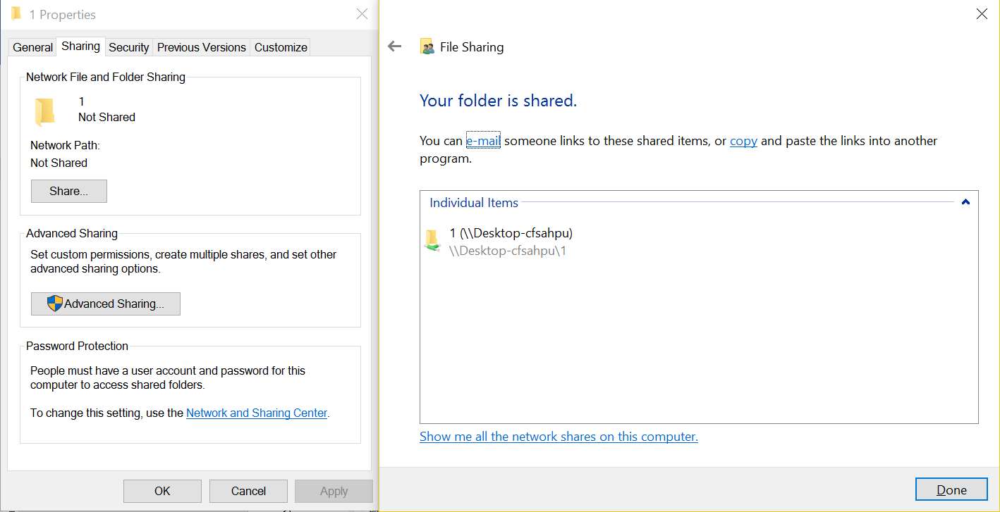 1 Properties
General
Sharing
Security
Previous Versions
Customize
Network File and Folder Sharing
1
Not Shared
Network Path:
Not Shared
Share...
Advanced Sharing
Set custom permissions, create multiple shares, and set other
advanced sharing options.
Advanced Sharing...
Password Protection
People must have a user account and password for this
computer to access shared folders.
To change this setting, use the Network and Sharing Center.
OK
Cancel
Apply
File Sharing
Your folder is shared.
You can e-mail someone links to these shared items, or copy and paste the links into another
program.
Individual Items
1 (\\Desktop-cfsahpu)
\\Desktop-cfsahpu\1
Show me all the network shares on this computer.
Done